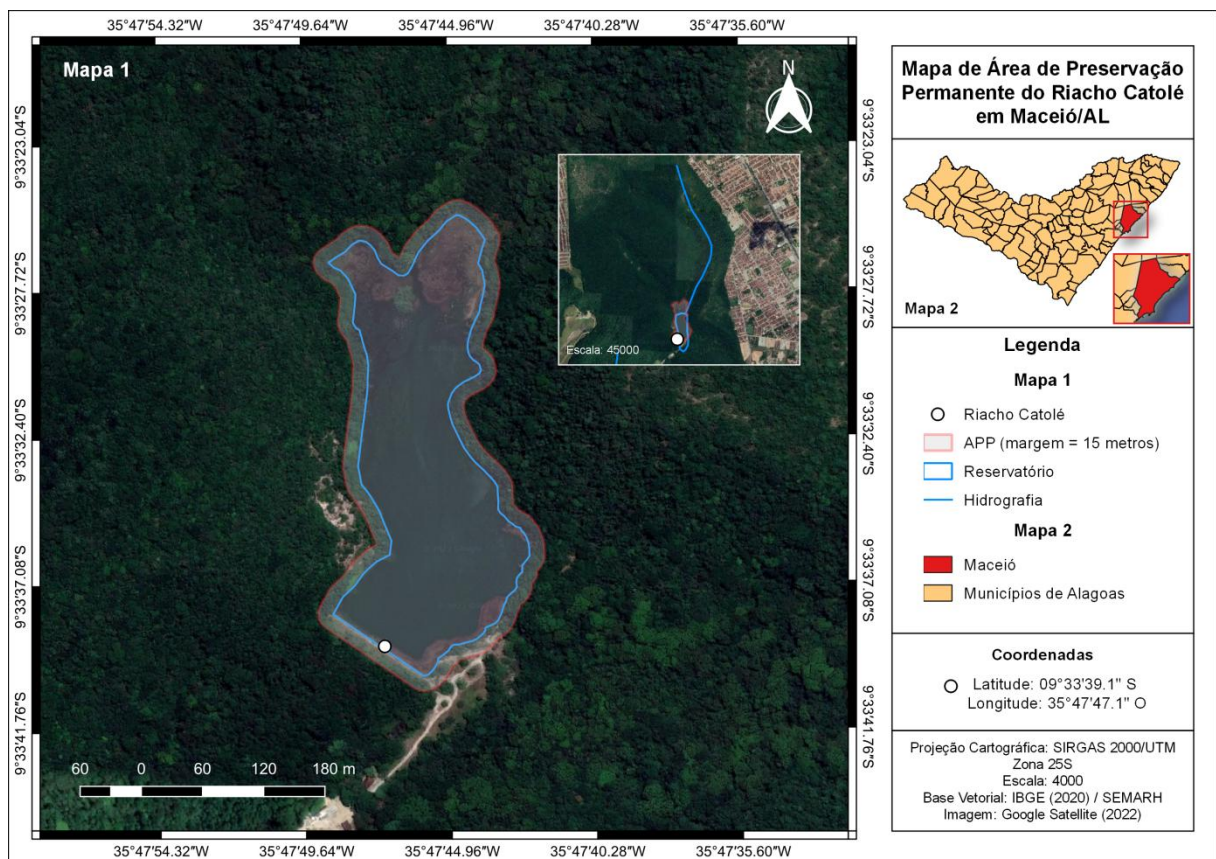 35°47'54.32"W 35°47'49.64"W 35°47'44.96"W 35°47'40.28"W 35°47'35.60"W
Mapa 1
N
9°33'23.04"S
9°33'27.72"S
9°33'32.40"S
9°33'37.08"S
9°33'41.76"S
Escala: 45000
9°33'23.04"S
9°33'27.72"S
9°33'32.40"S
9°33'37.08"S
9°33'41.76"S
60 0 60 120 180 m
35°47'54.32"W 35°47'49.64"W 35°47'44.96"W 35°47'40.28"W 35°47'35.60"W
Mapa de Área de Preservação
Permanente do Riacho Catolé
em Maceió/AL
Mapa 2
Legenda
Mapa 1
Riacho Catolé
APP (margem = 15 metros)
Reservatório
Hidrografia
Mapa 2
Maceió
Municípios de Alagoas
Coordenadas
Latitude: 09°33'39.1" S
Longitude: 35°47'47.1" O
Projeção Cartográfica: SIRGAS 2000/UTM
Zona 25S
Escala: 4000
Base Vetorial: IBGE (2020) / SEMARH
Imagem: Google Satellite (2022)